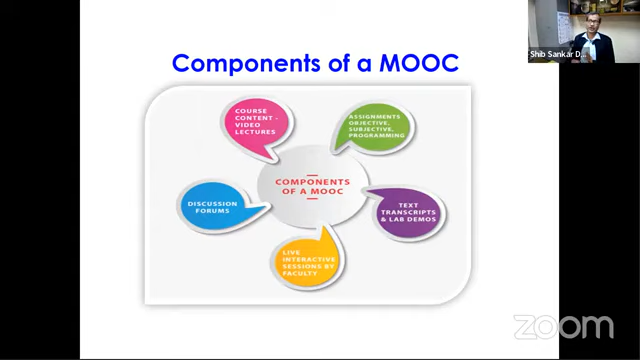 Shib Sankar D...
Components of a MOOC
COURSE
CONTENT -
VIDEO
LECTURES
ASSIGNMENTS
OBJECTIVE,
SUBJECTIVE,
PROGRAMMING
COMPONENTS
OF A MOOC
DISCUSSION
FORUMS
TEXT
TRANSCRIPTS
& LAB DEMOS
LIVE
INTERACTIVE
SESSIONS BY
FACULTY
zoom